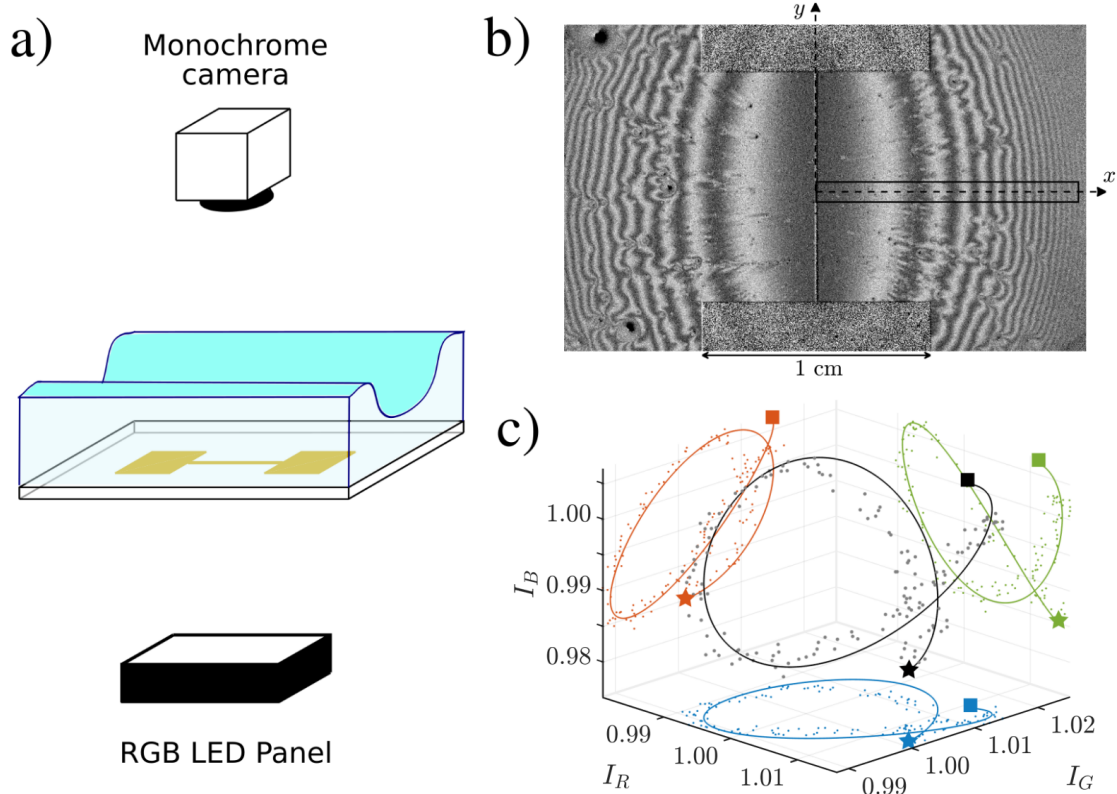 a)
Monochrome
camera
RGB LED Panel
b)
y
x
1 cm
c)
1.00
0.99
0.98
I_B
0.99
1.00
1.01
I_R
0.99
1.00
1.01
1.02
I_G